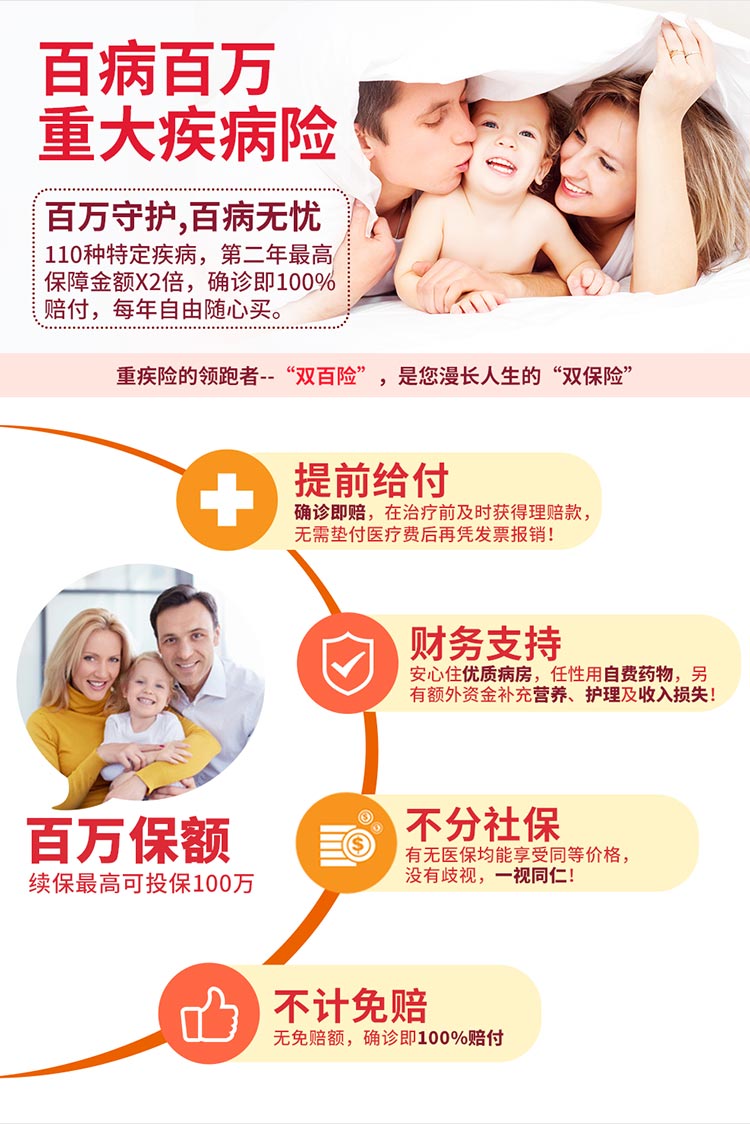 百病百万
重大疾病险
百万守护,百病无忧
110种特定疾病，第二年最高
保障金额X2倍，确诊即100%
赔付，每年自由随心买。
重疾险的领跑者--“双百险”，是您漫长人生的“双保险”
提前给付
确诊即赔，在治疗前及时获得理赔款，
无需垫付医疗费后再凭发票报销！
财务支持
安心住优质病房，任性用自费药物，另
有额外资金补充营养、护理及收入损失！
百万保额
续保最高可投保100万
不分社保
有无医保均能享受同等价格，
没有歧视，一视同仁！
不计免赔
无免赔额，确诊即100%赔付